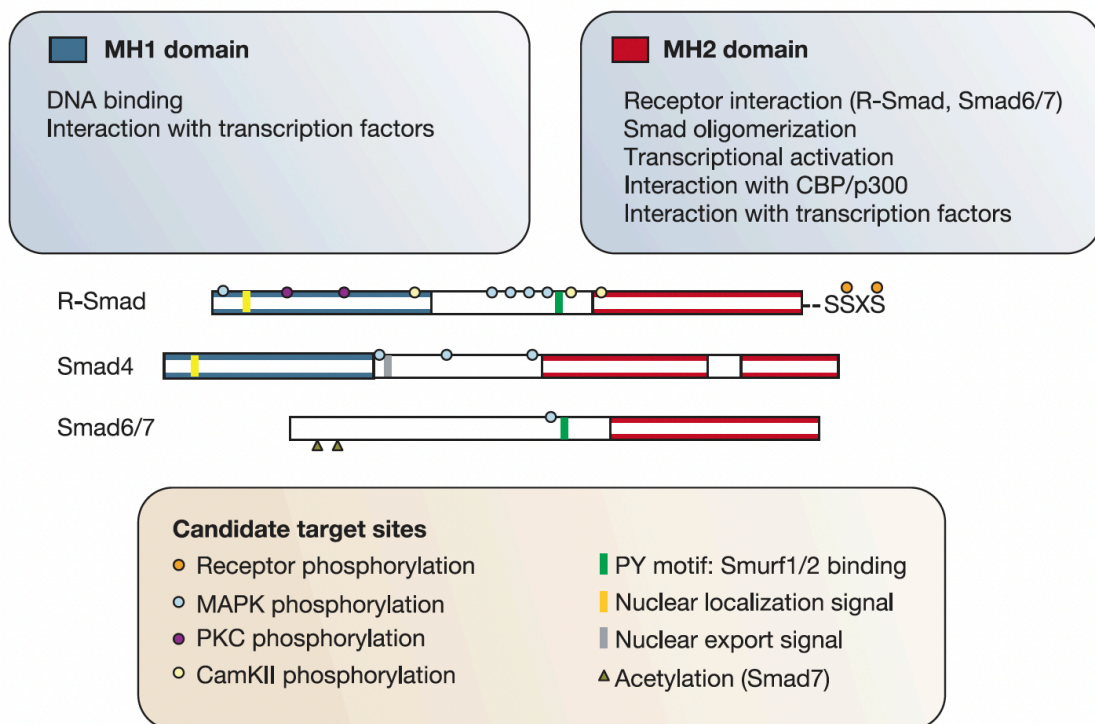 MH1 domain
DNA binding
Interaction with transcription factors
MH2 domain
Receptor interaction (R-Smad, Smad6/7)
Smad oligomerization
Transcriptional activation
Interaction with CBP/p300
Interaction with transcription factors
R-Smad
SSXS
Smad4
Smad6/7
Candidate target sites
Receptor phosphorylation
MAPK phosphorylation
PKC phosphorylation
CamKII phosphorylation
PY motif: Smurf1/2 binding
Nuclear localization signal
Nuclear export signal
Acetylation (Smad7)